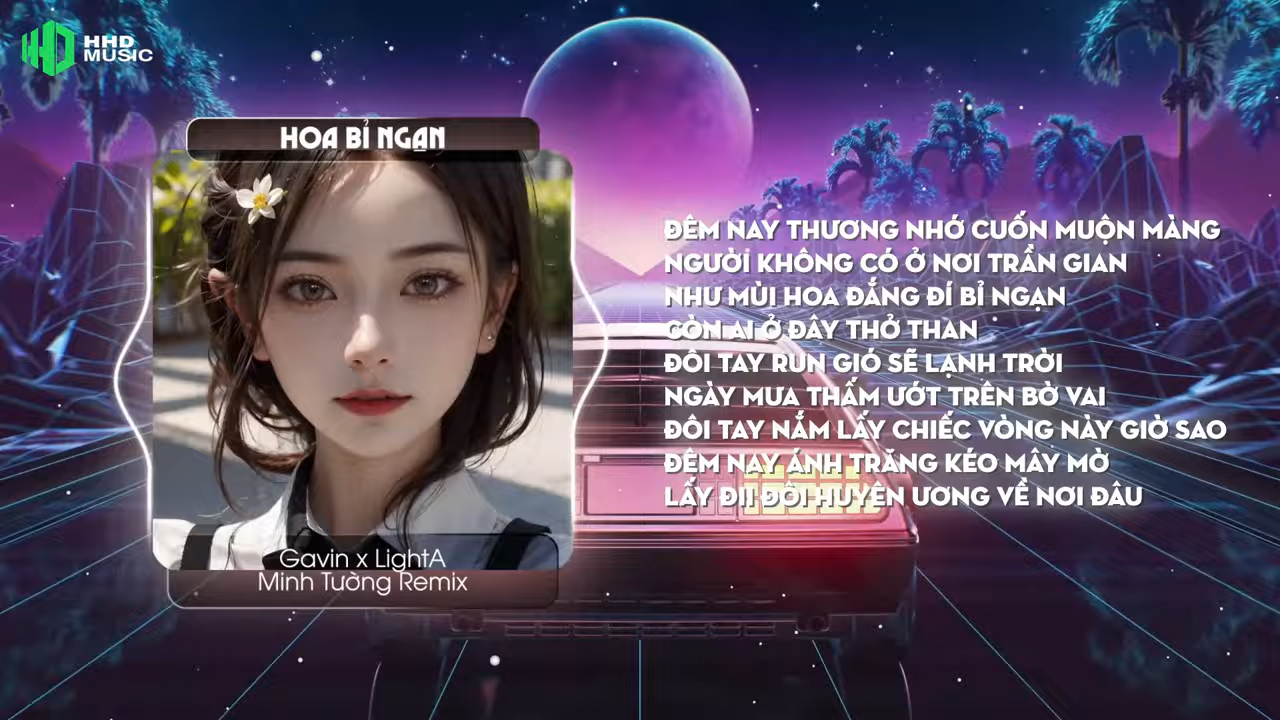 HHD
MUSIC
HOA BỈ NGẠN
ĐÊM NAY THƯƠNG NHỚ CUỐN MUỘN MÀNG
NGƯỜI KHÔNG CÓ Ở NƠI TRẦN GIAN
NHƯ MÙI HOA ĐẮNG ĐÍ BỈ NGẠN
CÒN AI Ở ĐÂY THỞ THAN
ĐÔI TAY RUN GIÓ SẼ LẠNH TRỜI
NGÀY MƯA THẤM ƯỚT TRÊN BỜ VAI
ĐÔI TAY NẮM LẤY CHIẾC VÒNG NÀY GIỜ SAO
ĐÊM NAY ÁNH TRĂNG KÉO MÂY MỜ
LẤY ĐII ĐÔI HUYÊN ƯƠNG VỀ NƠI ĐÂU
Gavin x LightA
Minh Tường Remix